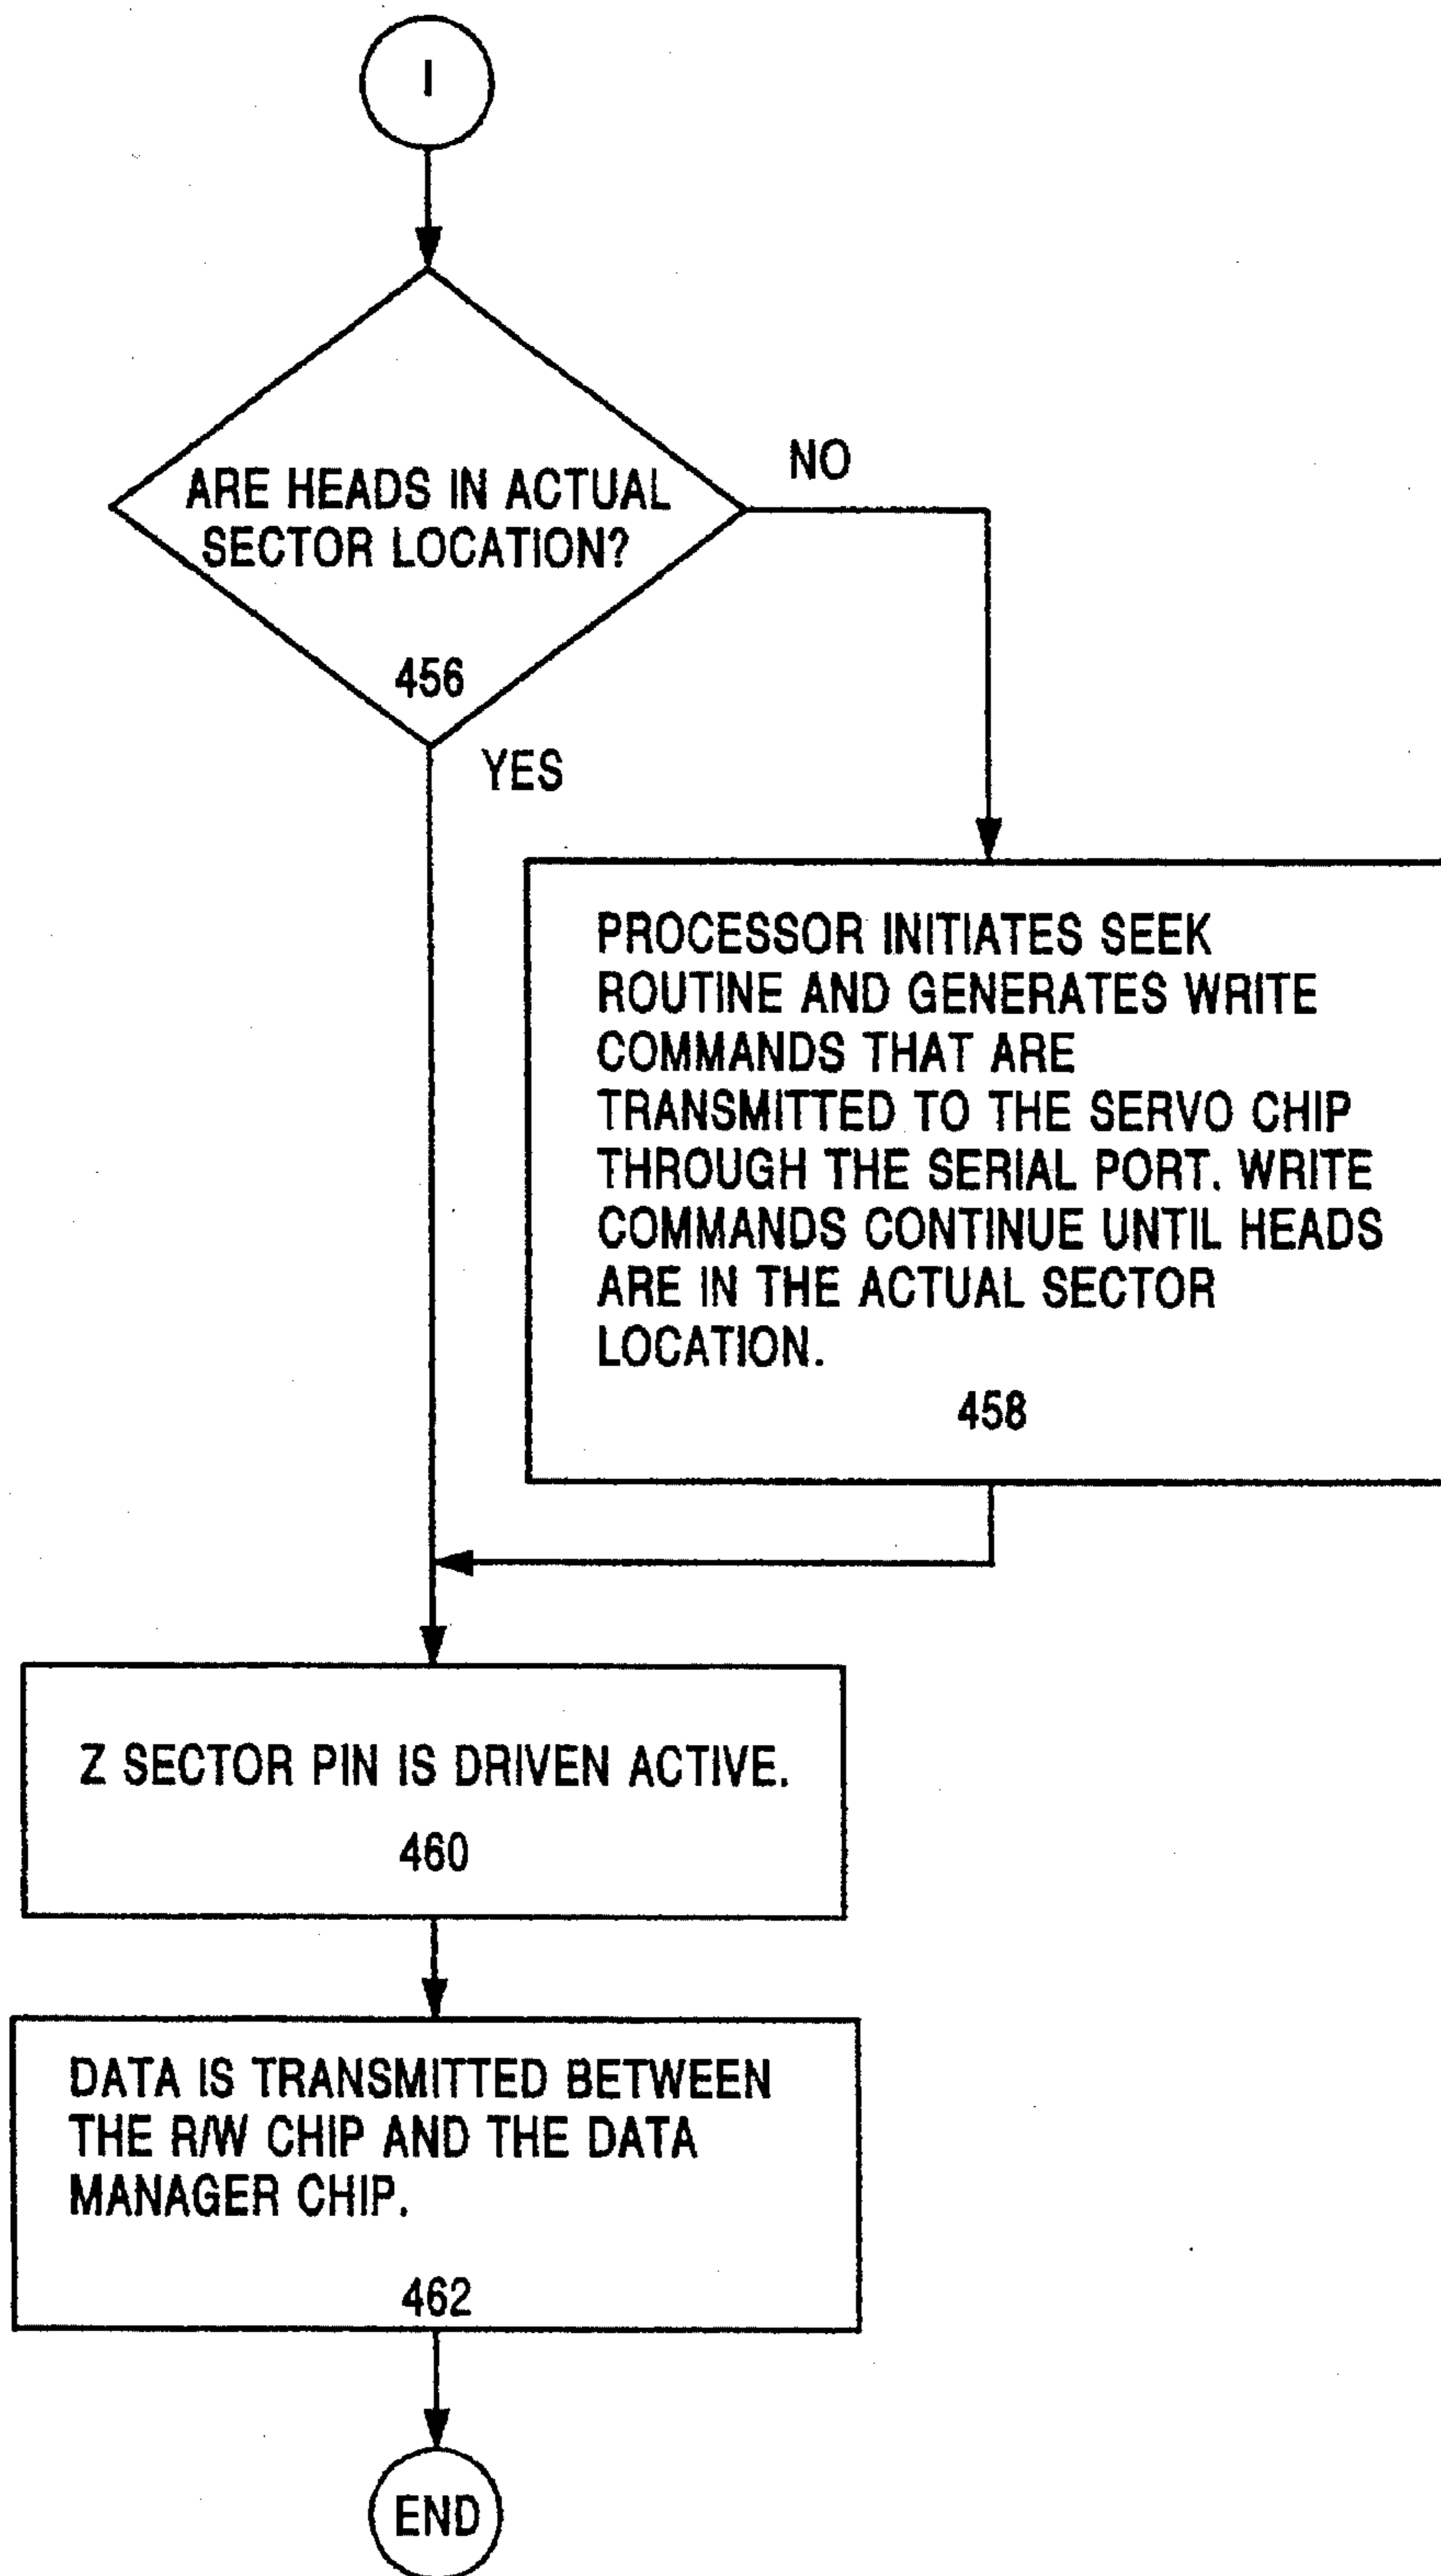 I
ARE HEADS IN ACTUAL
SECTOR LOCATION?
456
NO
YES
PROCESSOR INITIATES SEEK
ROUTINE AND GENERATES WRITE
COMMANDS THAT ARE
TRANSMITTED TO THE SERVO CHIP
THROUGH THE SERIAL PORT. WRITE
COMMANDS CONTINUE UNTIL HEADS
ARE IN THE ACTUAL SECTOR
LOCATION.
458
Z SECTOR PIN IS DRIVEN ACTIVE.
460
DATA IS TRANSMITTED BETWEEN
THE R/W CHIP AND THE DATA
MANAGER CHIP.
462
END